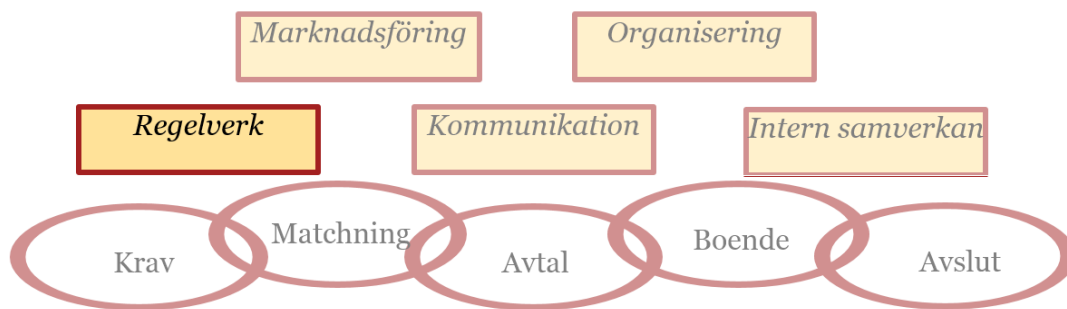 Marknadsföring
Organisering
Regelverk
Kommunikation
Intern samverkan
Krav
Matchning
Avtal
Boende
Avslut